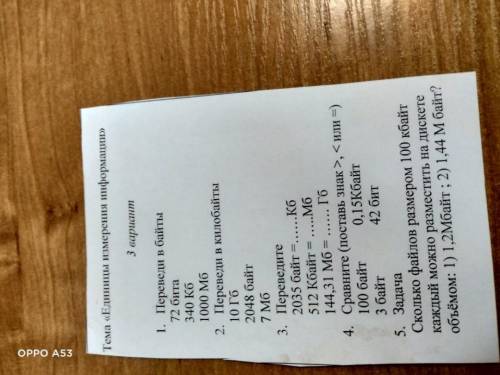 Тема «Единицы измерения информации»
3 вариант
1. Переведи в байты
72 бита
340 Кб
1000 Мб
2. Переведи в килобайты
10 Гб
2048 байт
7 Мб
3. Переведите
2035 байт =……Кб
512 Кбайт = …..Мб
144,31 Мб = ……. Гб
4. Сравните (поставь знак >, < или =)
100 байт 0,15Кбайт
3 байт 42 бит
5. Задача
Сколько файлов размером 100 кбайт
каждый можно разместить на дискете
объёмом: 1) 1,2Мбайт ; 2) 1,44 М байт?
OPPO A53